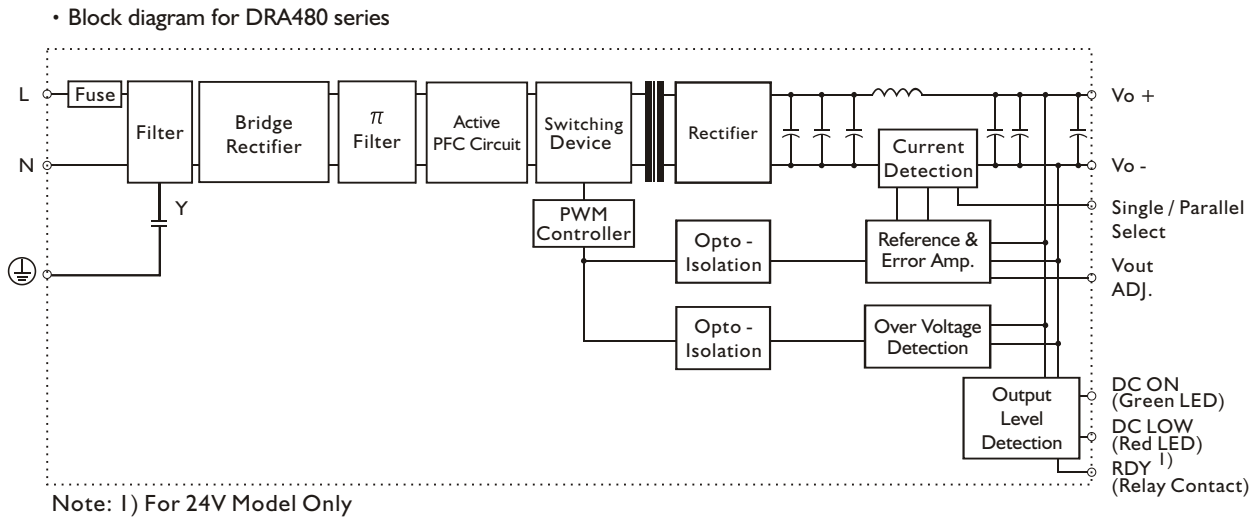 • Block diagram for DRA480 series
L
Fuse
Filter
Bridge
Rectifier
π
Filter
Active
PFC Circuit
Switching
Device
Rectifier
Current
Detection
Vo +
N
Vo -
Y
PWM
Controller
Single / Parallel
Select
Opto -
Isolation
Reference &
Error Amp.
Vout
ADJ.
Opto -
Isolation
Over Voltage
Detection
Output
Level
Detection
DC ON
(Green LED)
DC LOW
(Red LED)
RDY 1)
(Relay Contact)
Note: 1) For 24V Model Only